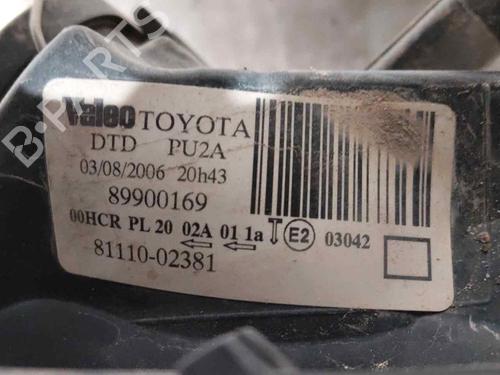 Valeo TOYOTA
DTD PU2A
03/08/2006 20h43
89900169
00HCR PL 20 02A 01 1a E2 03042
81110-02381
B-PARTS